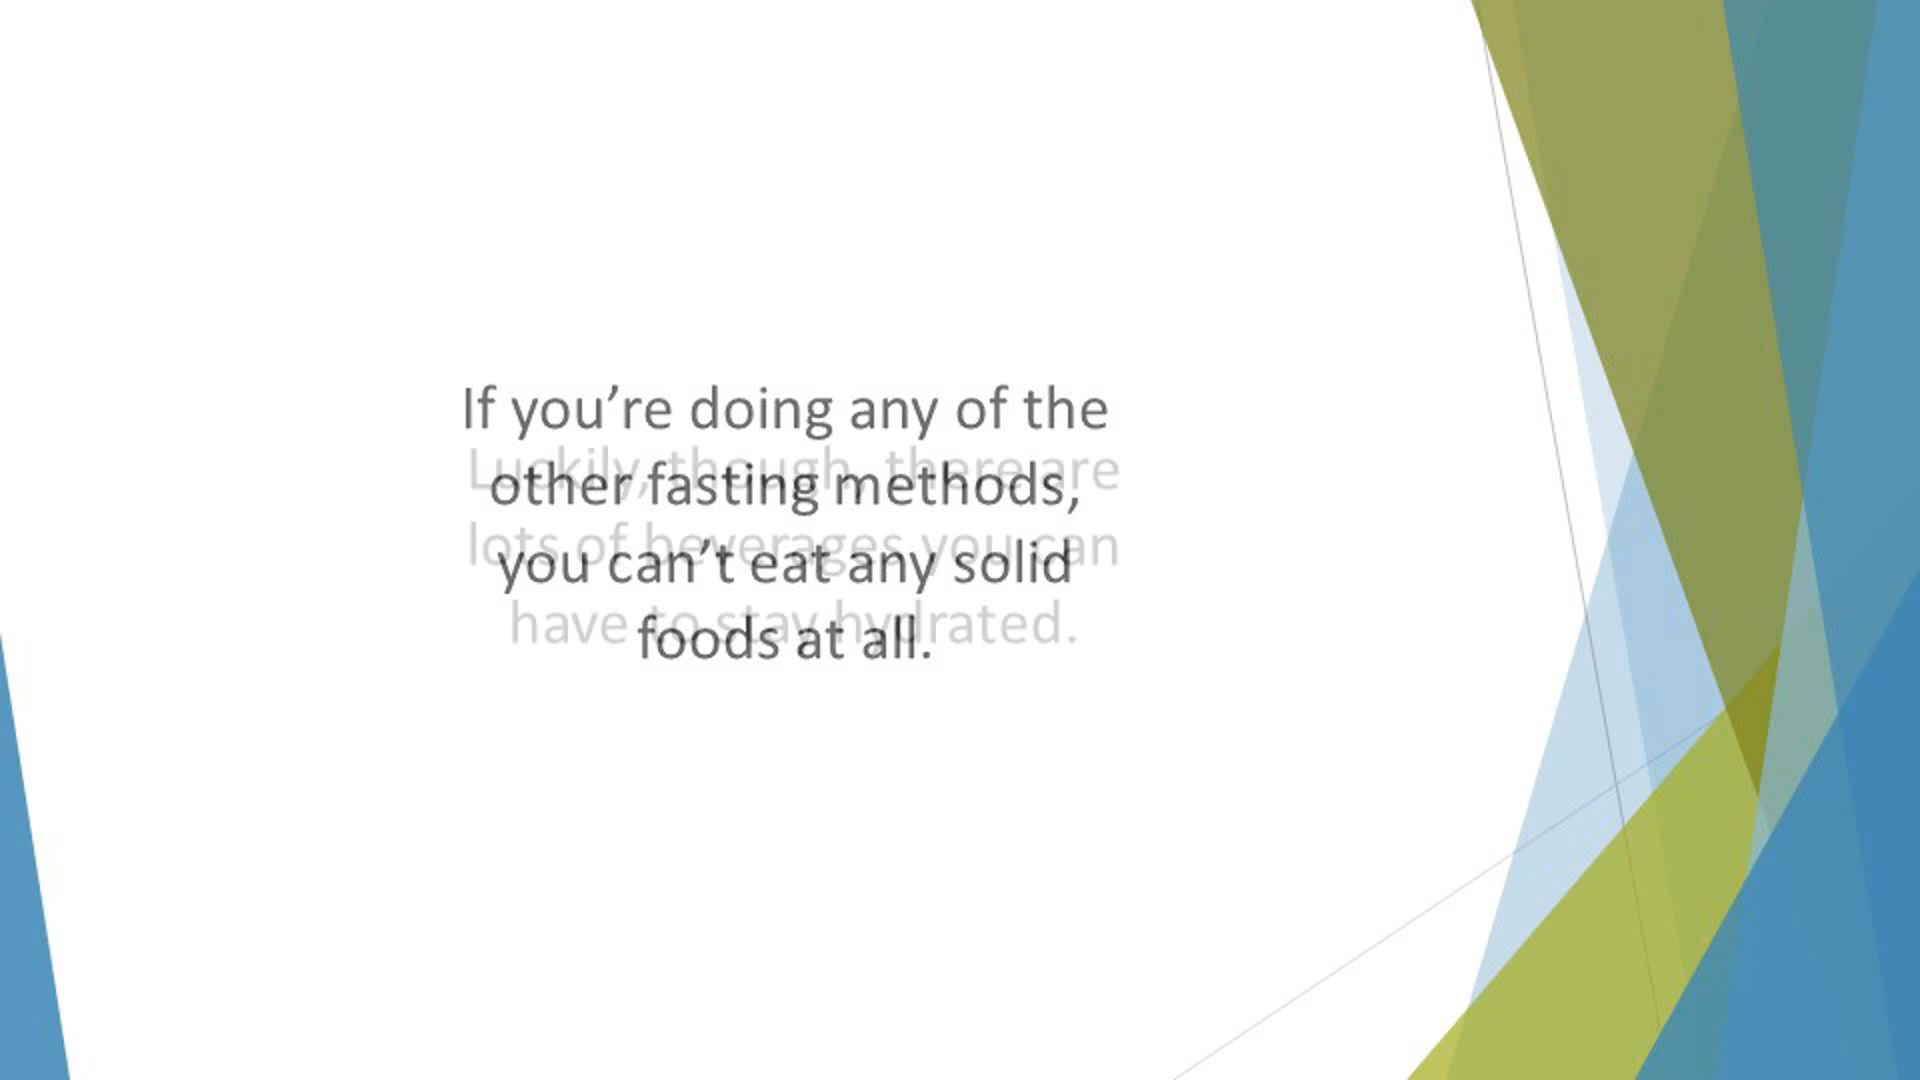 If you’re doing any of the
other fasting methods,
you can’t eat any solid
foods at all.
Luckily, though, there are
lots of beverages you can
have to stay hydrated.